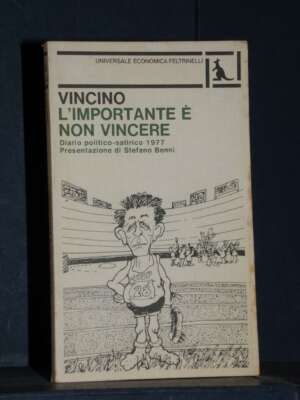 UNIVERSALE ECONOMICA FELTRINELLI
VINCINO
L'IMPORTANTE È
NON VINCERE
Diario politico-satirico 1977
Presentazione di Stefano Benni